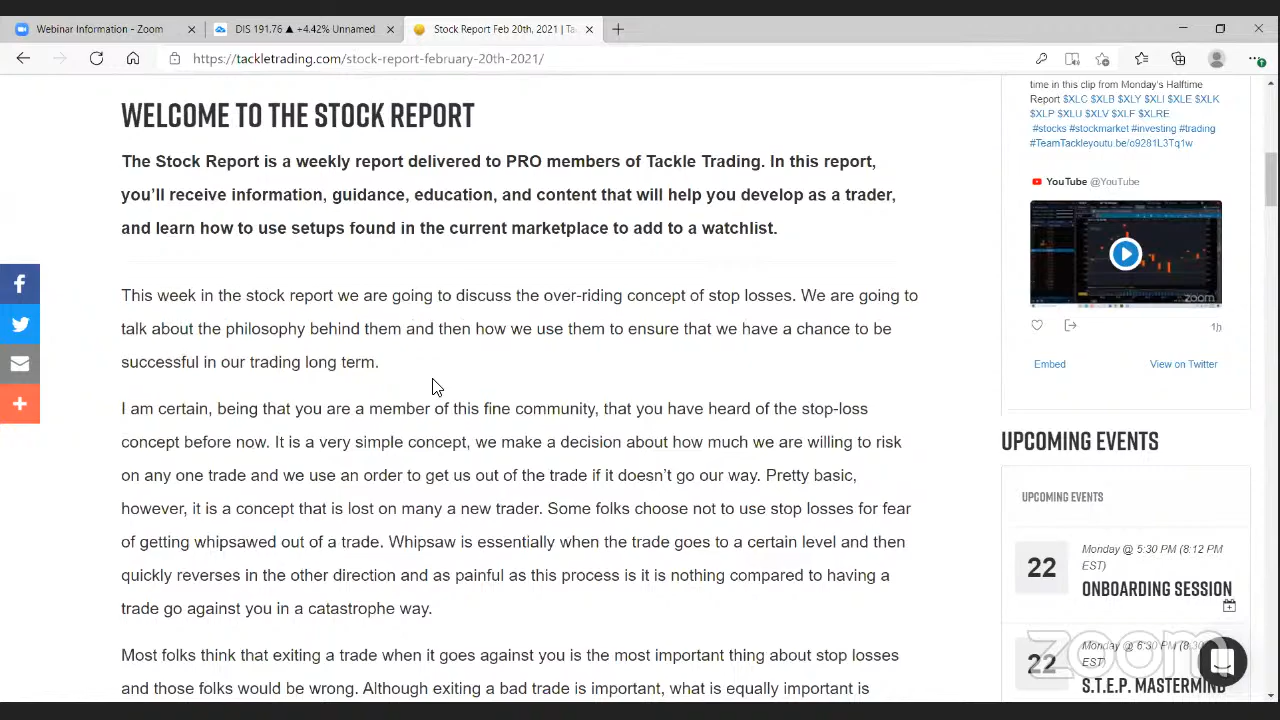 Webinar Information - Zoom
DIS 191.76 ▲ +4.42% Unnamed
Stock Report Feb 20th, 2021 | Ta
https://tackletrading.com/stock-report-february-20th-2021/
WELCOME TO THE STOCK REPORT
The Stock Report is a weekly report delivered to PRO members of Tackle Trading. In this report,
you'll receive information, guidance, education, and content that will help you develop as a trader,
and learn how to use setups found in the current marketplace to add to a watchlist.
This week in the stock report we are going to discuss the over-riding concept of stop losses. We are going to
talk about the philosophy behind them and then how we use them to ensure that we have a chance to be
successful in our trading long term.
I am certain, being that you are a member of this fine community, that you have heard of the stop-loss
concept before now. It is a very simple concept, we make a decision about how much we are willing to risk
on any one trade and we use an order to get us out of the trade if it doesn't go our way. Pretty basic,
however, it is a concept that is lost on many a new trader. Some folks choose not to use stop losses for fear
of getting whipsawed out of a trade. Whipsaw is essentially when the trade goes to a certain level and then
quickly reverses in the other direction and as painful as this process is it is nothing compared to having a
trade go against you in a catastrophe way.
Most folks think that exiting a trade when it goes against you is the most important thing about stop losses
and those folks would be wrong. Although exiting a bad trade is important, what is equally important is
time in this clip from Monday's Halftime
Report $XLC $XLB $XLY $XLI $XLE $XLK
$XLP $XLU $XLV $XLF $XLRE
#stocks #stockmarket #investing #trading
#TeamTackleyoutu.be/o9281L3Tq1w
YouTube @YouTube
zoom
1h
Embed
View on Twitter
UPCOMING EVENTS
UPCOMING EVENTS
22
Monday @ 5:30 PM (8:12 PM
EST)
ONBOARDING SESSION
22
Monday @ 6:30 PM (8:30
EST)
S.T.E.P. MASTERMIND
zoom